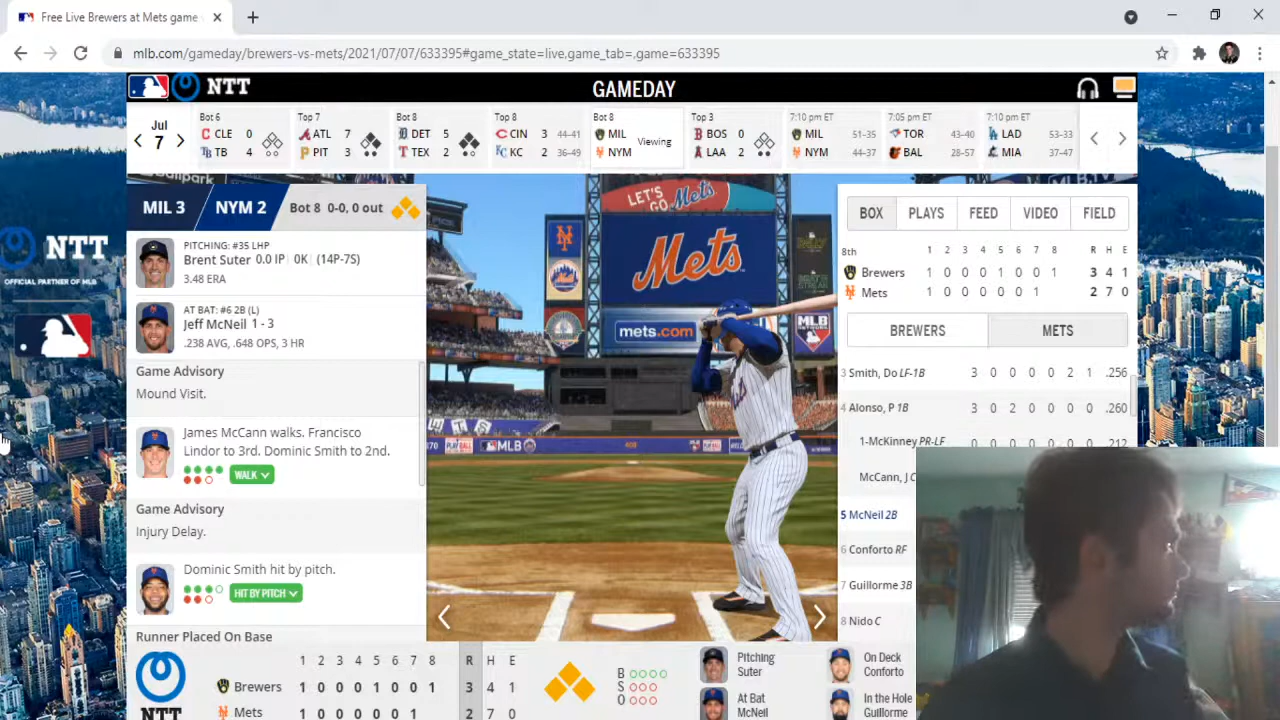 Free Live Brewers at Mets game
mlb.com/gameday/brewers-vs-mets/2021/07/07/633395#game_state=live,game_tab=,game=633395
NTT
GAMEDAY
Jul
7
Bot 6
CLE 0
TB 4
Top 7
ATL 7
PIT 3
Bot 8
DET 5
TEX 2
Top 8
CIN 3 44-41
KC 2 36-49
Bot 8
MIL
NYM
Viewing
Top 3
BOS 0
LAA 2
7:10 pm ET
MIL 51-35
NYM 44-37
7:05 pm ET
TOR 43-40
BAL 28-57
7:10 pm ET
LAD 53-33
MIA 37-47
MIL 3 NYM 2 Bot 8 0-0, 0 out
PITCHING: #35 LHP
Brent Suter 0.0 IP | 0K | (14P-7S)
3.48 ERA
AT BAT: #6 2B (L)
Jeff McNeil 1 - 3
.238 AVG, .648 OPS, 3 HR
Game Advisory
Mound Visit.
James McCann walks. Francisco
Lindor to 3rd. Dominic Smith to 2nd.
WALK
Game Advisory
Injury Delay.
Dominic Smith hit by pitch.
HIT BY PITCH
Runner Placed On Base
NTT
OFFICIAL PARTNER OF MLB
LET'S GO Mets
Mets
mets.com
MLB NETWORK
MLB
408
BOX PLAYS FEED VIDEO FIELD
8th 1 2 3 4 5 6 7 8 R H E
Brewers 1 0 0 0 1 0 0 1 3 4 1
Mets 1 0 0 0 0 0 1 2 7 0
BREWERS METS
3 Smith, Do LF-1B 3 0 0 0 0 2 1 .256
4 Alonso, P 1B 3 0 2 0 0 0 0 .260
1-McKinney PR-LF .212
McCann, J C
5 McNeil 2B
6 Conforto RF
7 Guillorme 3B
8 Nido C
1 2 3 4 5 6 7 8 R H E
Brewers 1 0 0 0 1 0 0 1 3 4 1
Mets 1 0 0 0 0 0 1 2 7 0
NTT
B
S
O
Pitching
Suter
At Bat
McNeil
On Deck
Conforto
In the Hole
Guillorme